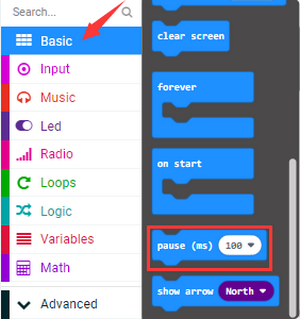 Search...
Basic
Input
Music
Led
Radio
Loops
Logic
Variables
Math
Advanced
clear screen
forever
on start
pause (ms) 100
show arrow North